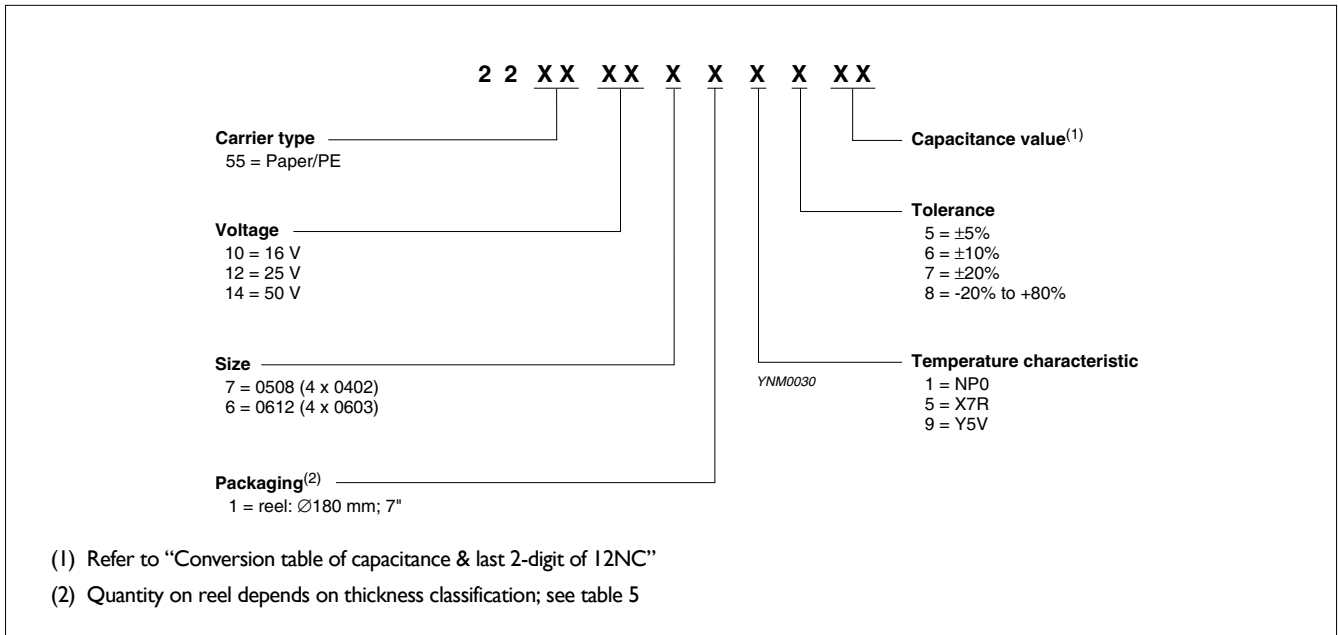 2 2 X X X X X X X X X X
Carrier type
55 = Paper/PE
Voltage
10 = 16 V
12 = 25 V
14 = 50 V
Size
7 = 0508 (4 x 0402)
6 = 0612 (4 x 0603)
Packaging(2)
1 = reel: ∅180 mm; 7"
Capacitance value(1)
Tolerance
5 = ±5%
6 = ±10%
7 = ±20%
8 = -20% to +80%
Temperature characteristic
1 = NP0
5 = X7R
9 = Y5V
YNM0030
(1) Refer to “Conversion table of capacitance & last 2-digit of 12NC”
(2) Quantity on reel depends on thickness classification; see table 5